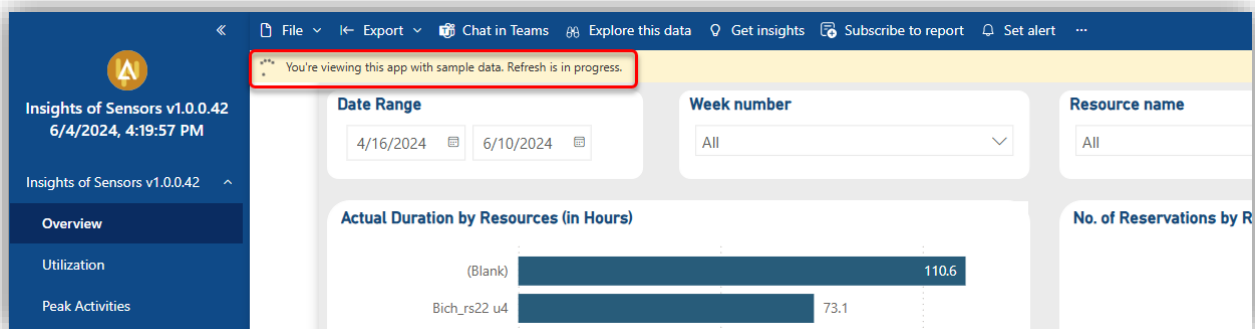 File Export Chat in Teams Explore this data Get insights Subscribe to report Set alert ...
You're viewing this app with sample data. Refresh is in progress.
Insights of Sensors v1.0.0.42
6/4/2024, 4:19:57 PM
Insights of Sensors v1.0.0.42
Overview
Utilization
Peak Activities
Date Range
4/16/2024 6/10/2024
Week number
All
Resource name
All
Actual Duration by Resources (in Hours)
(Blank) 110.6
Bich_rs22 u4 73.1
No. of Reservations by R